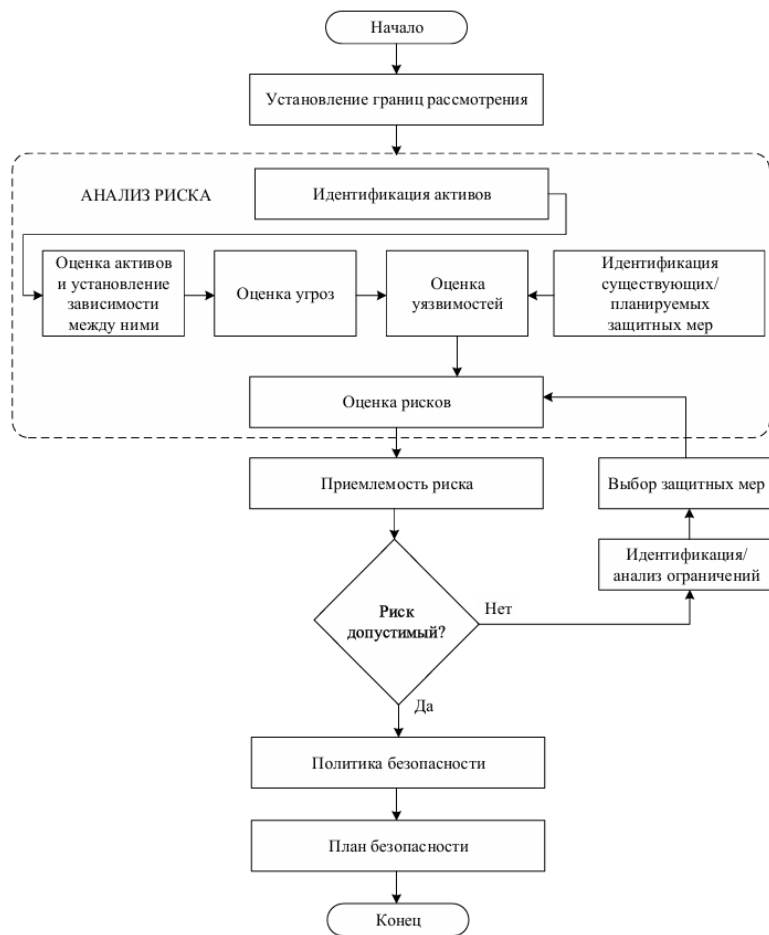 Начало
Установление границ рассмотрения
АНАЛИЗ РИСКА
Идентификация активов
Оценка активов
и установление
зависимости
между ними
Оценка угроз
Оценка
уязвимостей
Идентификация
существующих/
планируемых
защитных мер
Оценка рисков
Приемлемость риска
Выбор защитных мер
Идентификация/
анализ ограничений
Риск
допустимый?
Нет
Да
Политика безопасности
План безопасности
Конец